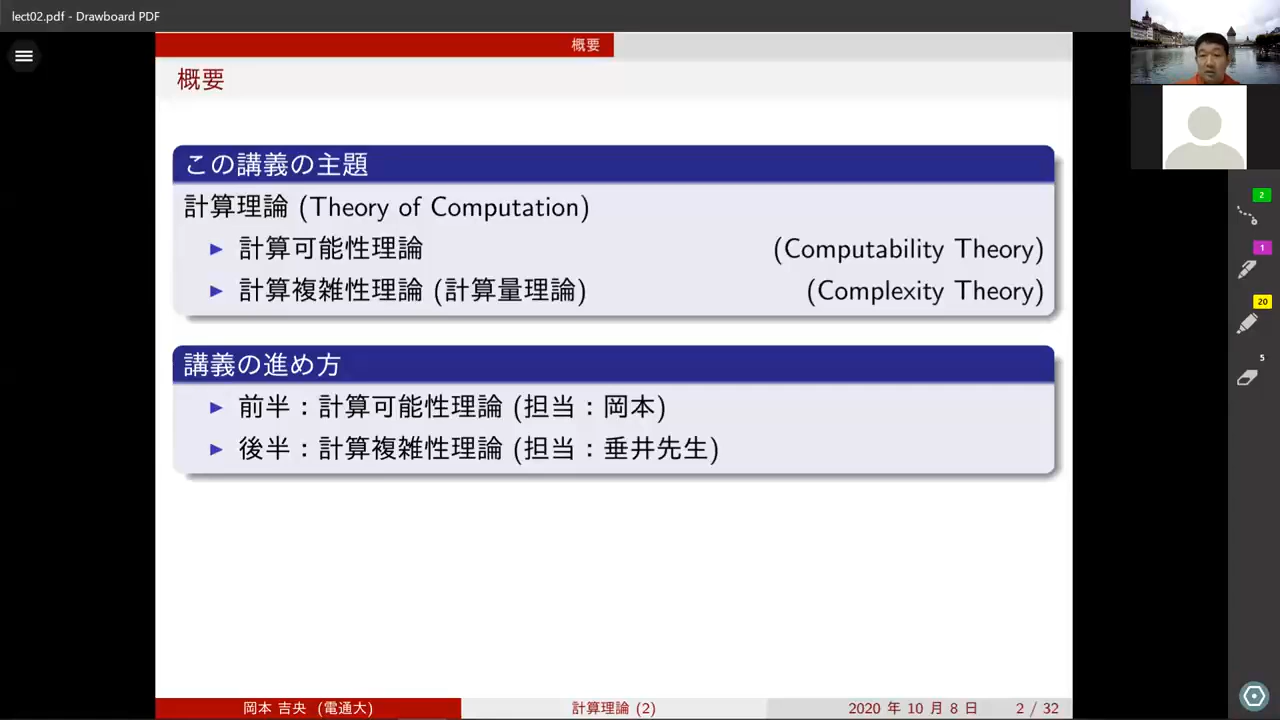 lect02.pdf - Drawboard PDF
概要
概要
この講義の主題
計算理論 (Theory of Computation)
▶ 計算可能性理論 (Computability Theory)
▶ 計算複雑性理論 (計算量理論) (Complexity Theory)
講義の進め方
▶ 前半：計算可能性理論 (担当：岡本)
▶ 後半：計算複雑性理論 (担当：垂井先生)
2
1
20
5
岡本 吉央 (電通大) 計算理論 (2) 2020 年 10 月 8 日 2 / 32